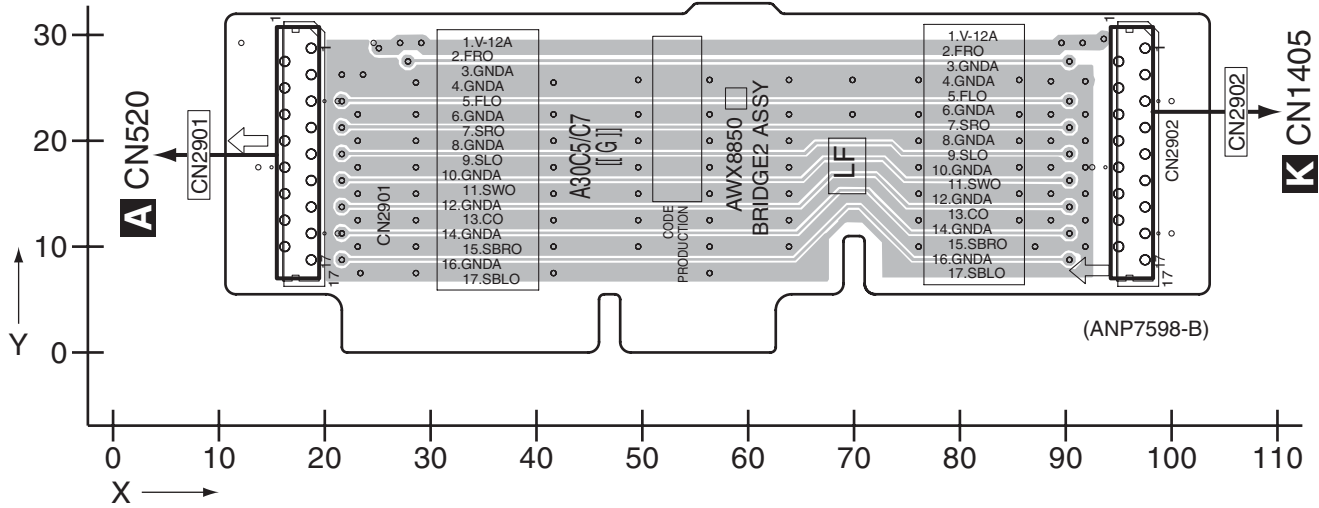 30
20
10
0
Y
A CN520
CN2901
1
1
17
17
CN2901
1.V-12A
2.FRO
3.GNDA
4.GNDA
5.FLO
6.GNDA
7.SRO
8.GNDA
9.SLO
10.GNDA
11.SWO
12.GNDA
13.CO
14.GNDA
15.SBRO
16.GNDA
17.SBLO
A30C5/C7
[[G]]
CODE
PRODUCTION
AWX8850
BRIDGE2 ASSY
LF
1.V-12A
2.FRO
3.GNDA
4.GNDA
5.FLO
6.GNDA
7.SRO
8.GNDA
9.SLO
10.GNDA
11.SWO
12.GNDA
13.CO
14.GNDA
15.SBRO
16.GNDA
17.SBLO
1
1
17
17
CN2902
CN2902
K CN1405
(ANP7598-B)
0 10 20 30 40 50 60 70 80 90 100 110
X